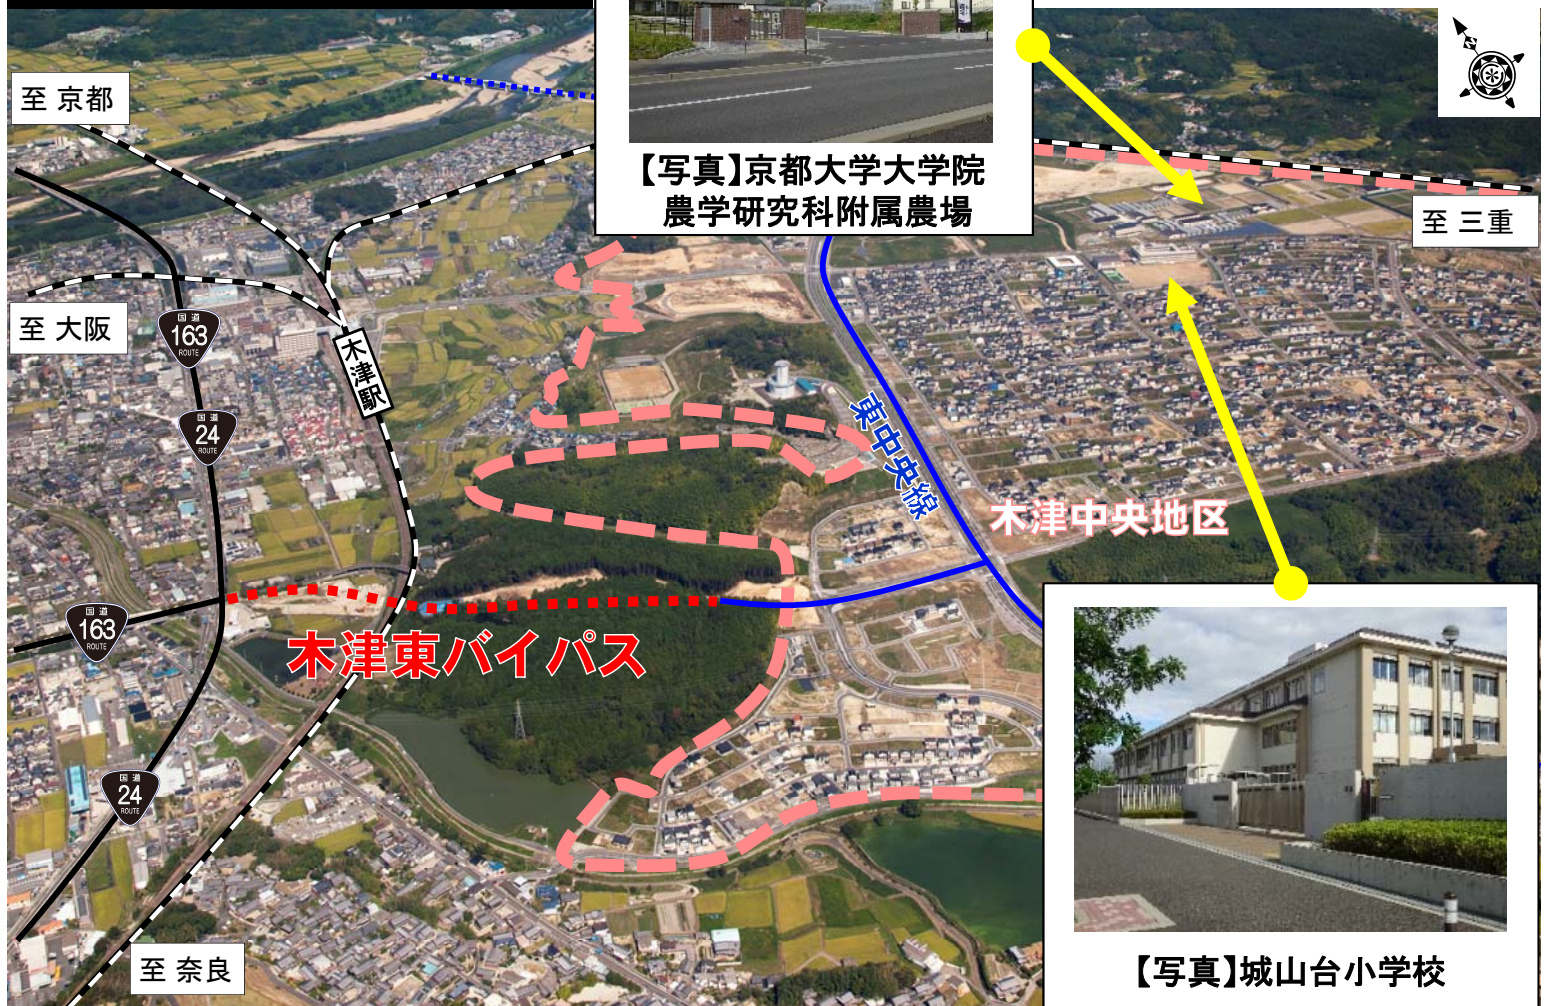 至 京都
【写真】京都大学大学院
農学研究科附属農場
至 三重
至 大阪
国道
163
ROUTE
木津駅
国道
24
ROUTE
東中央線
木津中央地区
国道
163
ROUTE
木津東バイパス
国道
24
ROUTE
至 奈良
【写真】城山台小学校